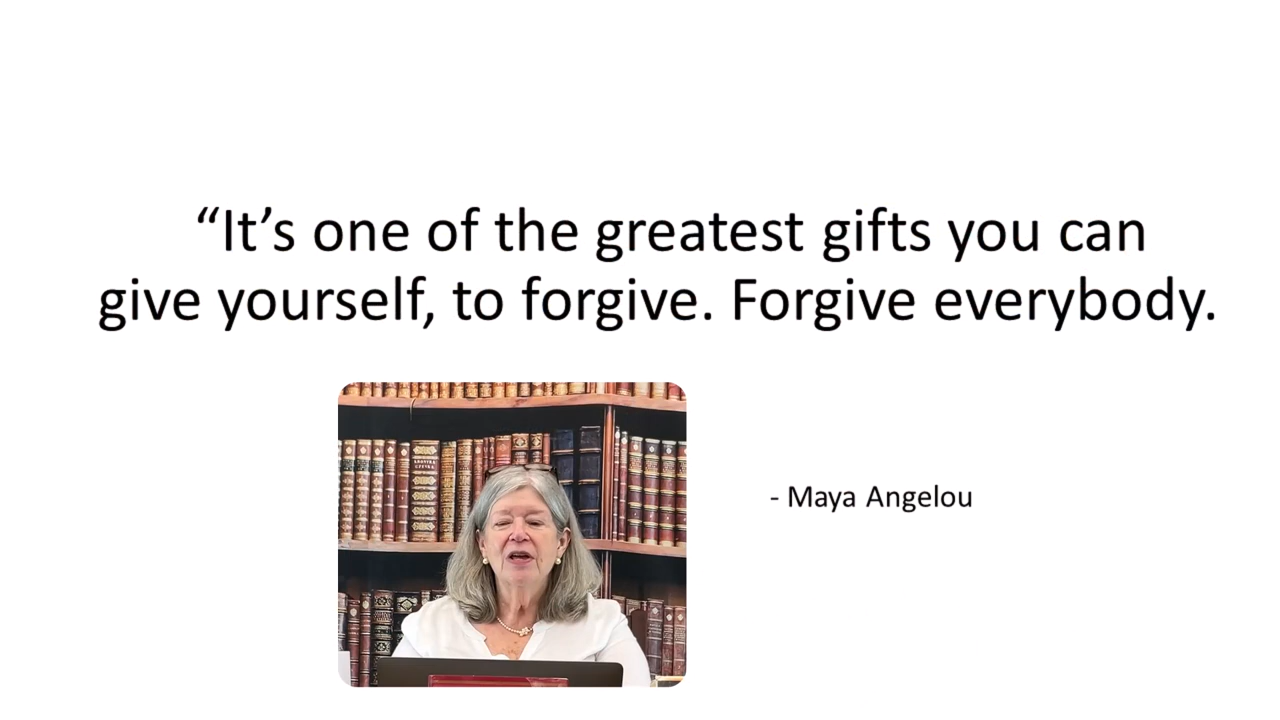 “It’s one of the greatest gifts you can
give yourself, to forgive. Forgive everybody.
- Maya Angelou